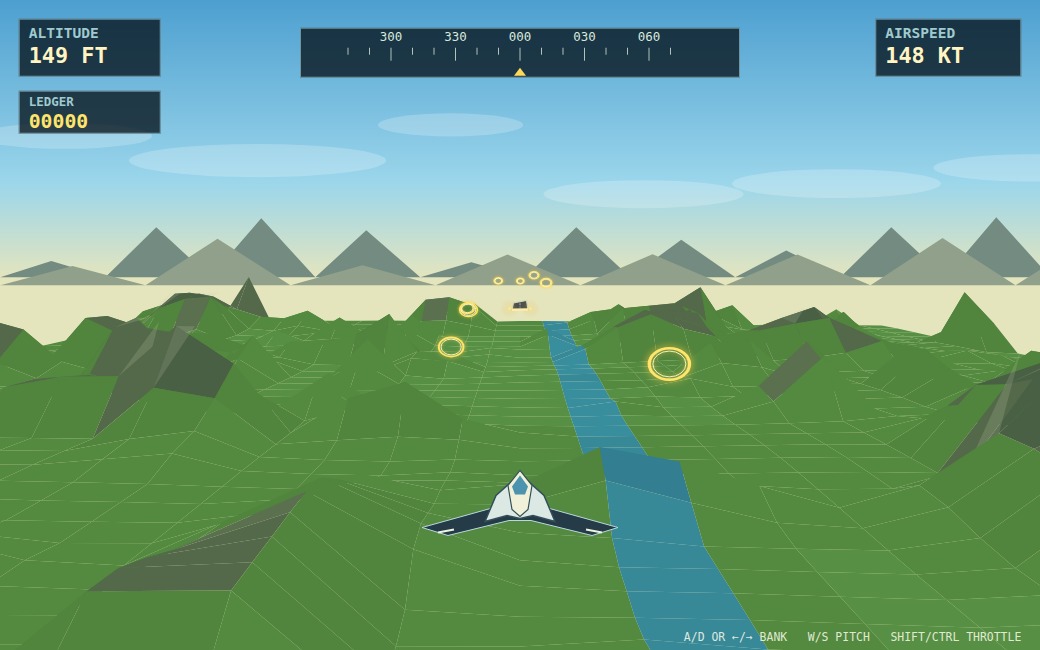 ALTITUDE
149 FT
300 330 000 030 060
AIRSPEED
148 KT
LEDGER
00000
A/D OR ←/→ BANK W/S PITCH SHIFT/CTRL THROTTLE